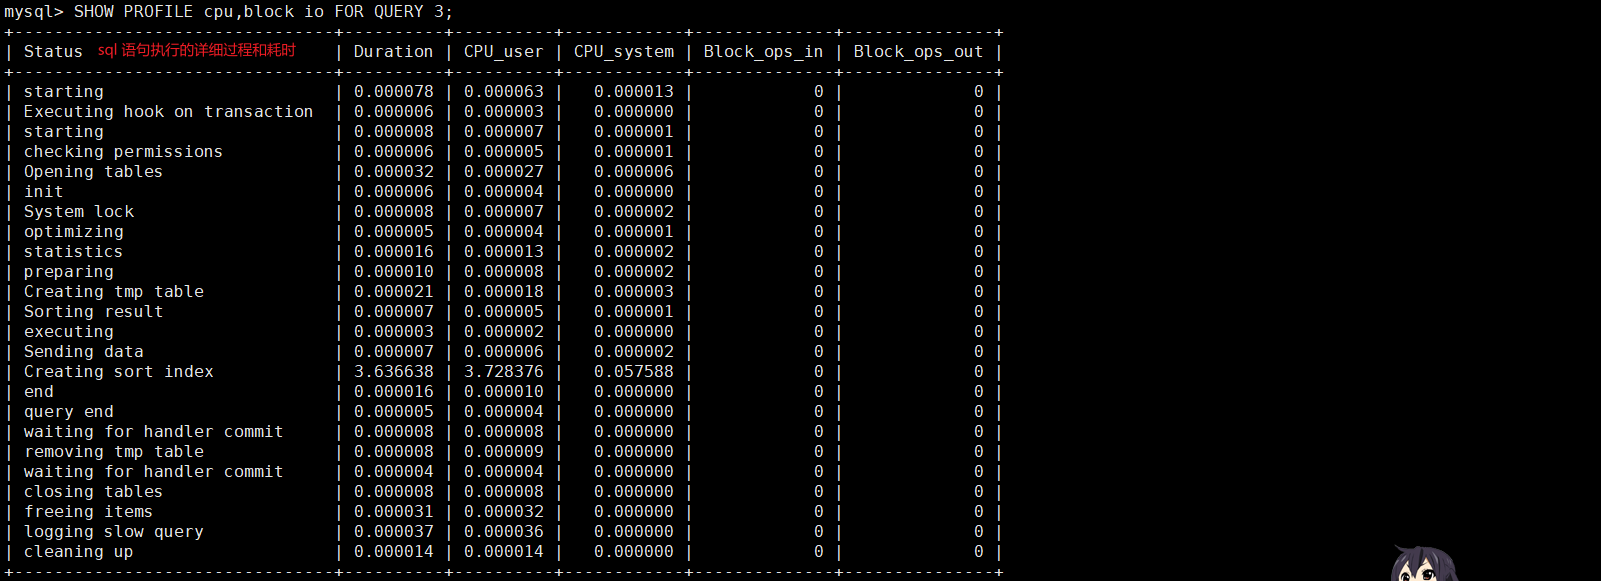 mysql> SHOW PROFILE cpu,block io FOR QUERY 3;
+---------------------------------+----------+----------+------------+--------------+---------------+
| Status sql 语句执行的详细过程和耗时 | Duration | CPU_user | CPU_system | Block_ops_in | Block_ops_out |
+---------------------------------+----------+----------+------------+--------------+---------------+
| starting | 0.000078 | 0.000063 | 0.000013 | 0 | 0 |
| Executing hook on transaction | 0.000006 | 0.000003 | 0.000000 | 0 | 0 |
| starting | 0.000008 | 0.000007 | 0.000001 | 0 | 0 |
| checking permissions | 0.000006 | 0.000005 | 0.000001 | 0 | 0 |
| Opening tables | 0.000032 | 0.000027 | 0.000006 | 0 | 0 |
| init | 0.000006 | 0.000004 | 0.000000 | 0 | 0 |
| System lock | 0.000008 | 0.000007 | 0.000002 | 0 | 0 |
| optimizing | 0.000005 | 0.000004 | 0.000001 | 0 | 0 |
| statistics | 0.000016 | 0.000013 | 0.000002 | 0 | 0 |
| preparing | 0.000010 | 0.000008 | 0.000002 | 0 | 0 |
| Creating tmp table | 0.000021 | 0.000018 | 0.000003 | 0 | 0 |
| Sorting result | 0.000007 | 0.000005 | 0.000001 | 0 | 0 |
| executing | 0.000003 | 0.000002 | 0.000000 | 0 | 0 |
| Sending data | 0.000007 | 0.000006 | 0.000002 | 0 | 0 |
| Creating sort index | 3.636638 | 3.728376 | 0.057588 | 0 | 0 |
| end | 0.000016 | 0.000010 | 0.000000 | 0 | 0 |
| query end | 0.000005 | 0.000004 | 0.000000 | 0 | 0 |
| waiting for handler commit | 0.000008 | 0.000008 | 0.000000 | 0 | 0 |
| removing tmp table | 0.000008 | 0.000009 | 0.000000 | 0 | 0 |
| waiting for handler commit | 0.000004 | 0.000004 | 0.000000 | 0 | 0 |
| closing tables | 0.000008 | 0.000008 | 0.000000 | 0 | 0 |
| freeing items | 0.000031 | 0.000032 | 0.000000 | 0 | 0 |
| logging slow query | 0.000037 | 0.000036 | 0.000000 | 0 | 0 |
| cleaning up | 0.000014 | 0.000014 | 0.000000 | 0 | 0 |
+---------------------------------+----------+----------+------------+--------------+---------------+